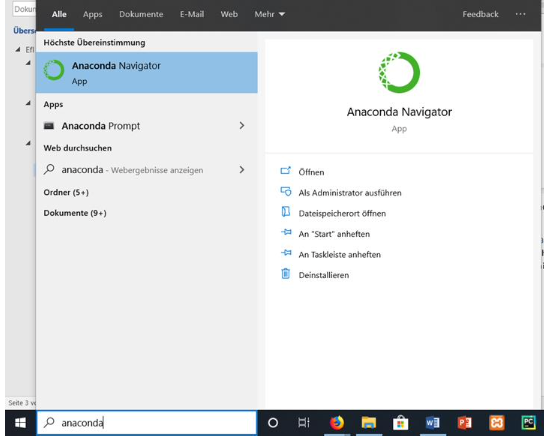 Dokum
Alle Apps Dokumente E-Mail Web Mehr Feedback ...
Übers
Höchste Übereinstimmung
Anaconda Navigator
App
Apps
Anaconda Prompt
Web durchsuchen
anaconda - Webergebnisse anzeigen
Ordner (5+)
Dokumente (9+)
Anaconda Navigator
App
Öffnen
Als Administrator ausführen
Dateispeicherort öffnen
An "Start" anheften
An Taskleiste anheften
Deinstallieren
Seite 3 v
anaconda